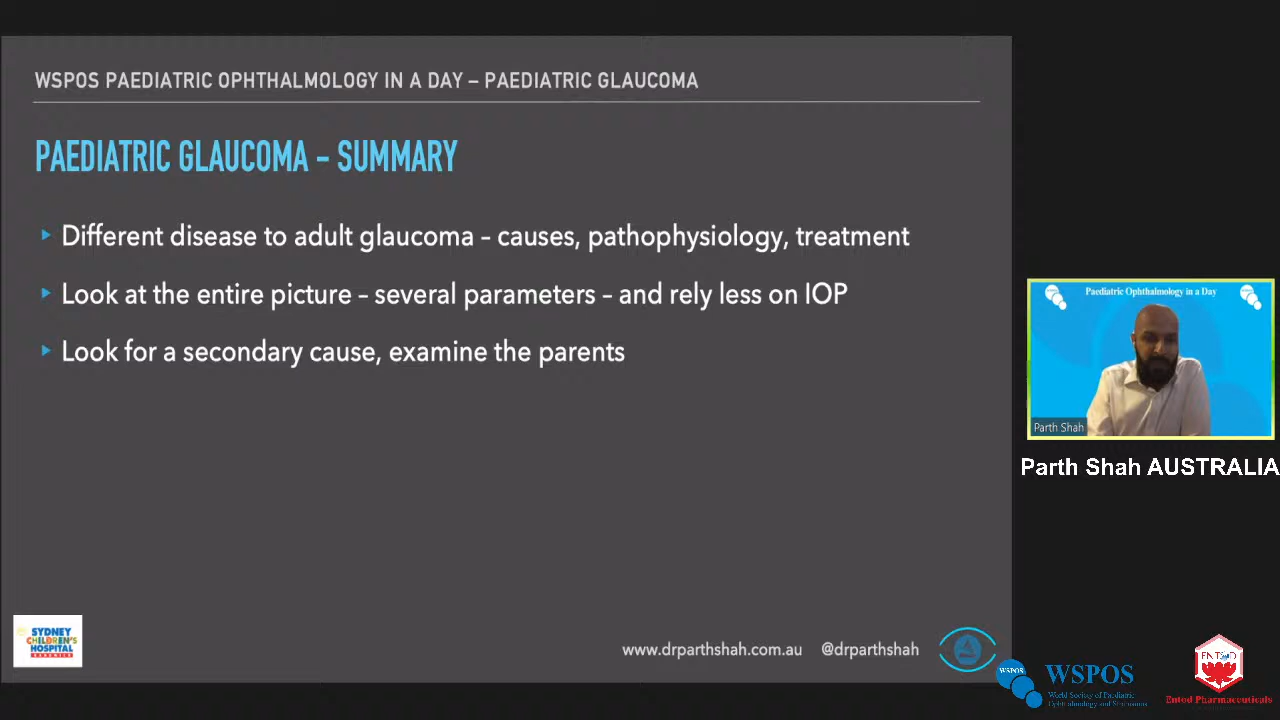 WSPOS PAEDIATRIC OPHTHALMOLOGY IN A DAY – PAEDIATRIC GLAUCOMA
PAEDIATRIC GLAUCOMA – SUMMARY
Different disease to adult glaucoma – causes, pathophysiology, treatment
Look at the entire picture – several parameters – and rely less on IOP
Look for a secondary cause, examine the parents
Paediatric Ophthalmology in a Day
Parth Shah
Parth Shah AUSTRALIA
SYDNEY
CHILDREN'S
HOSPITAL
RANDWICK
www.drparthshah.com.au @drparthshah
WSPOS
WSPOS
World Society of Paediatric
Ophthalmology and Strabismus
ENTOD
Entod Pharmaceuticals